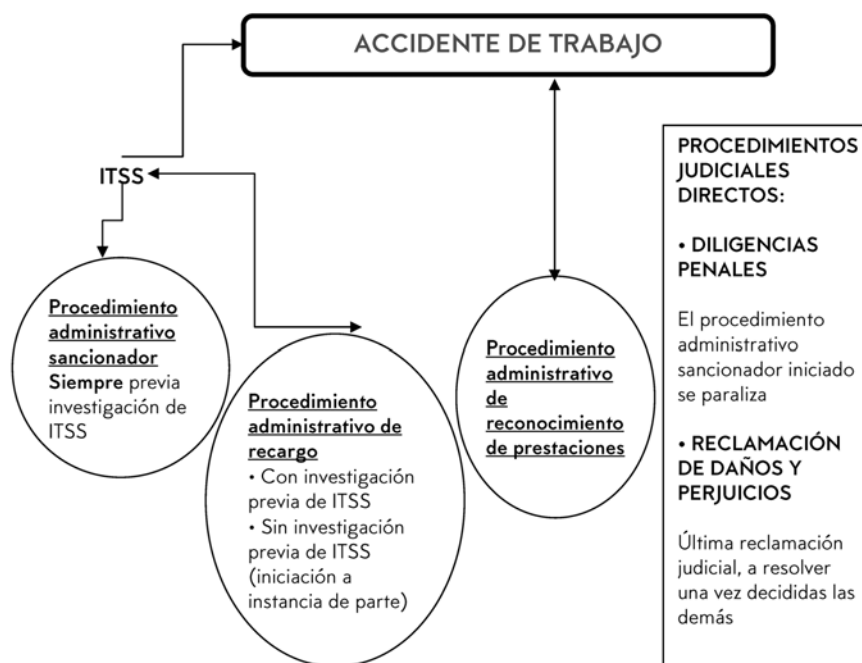 ACCIDENTE DE TRABAJO
ITSS
Procedimiento
administrativo
sancionador
Siempre previa
investigación de
ITSS
Procedimiento
administrativo de
recargo
• Con investigación
previa de ITSS
• Sin investigación
previa de ITSS
(iniciación a
instancia de parte)
Procedimiento
administrativo
de
reconocimiento
de prestaciones
PROCEDIMIENTOS
JUDICIALES
DIRECTOS:
• DILIGENCIAS
PENALES
El procedimiento
administrativo
sancionador iniciado
se paraliza
• RECLAMACIÓN
DE DAÑOS Y
PERJUICIOS
Última reclamación
judicial, a resolver
una vez decididas las
demás